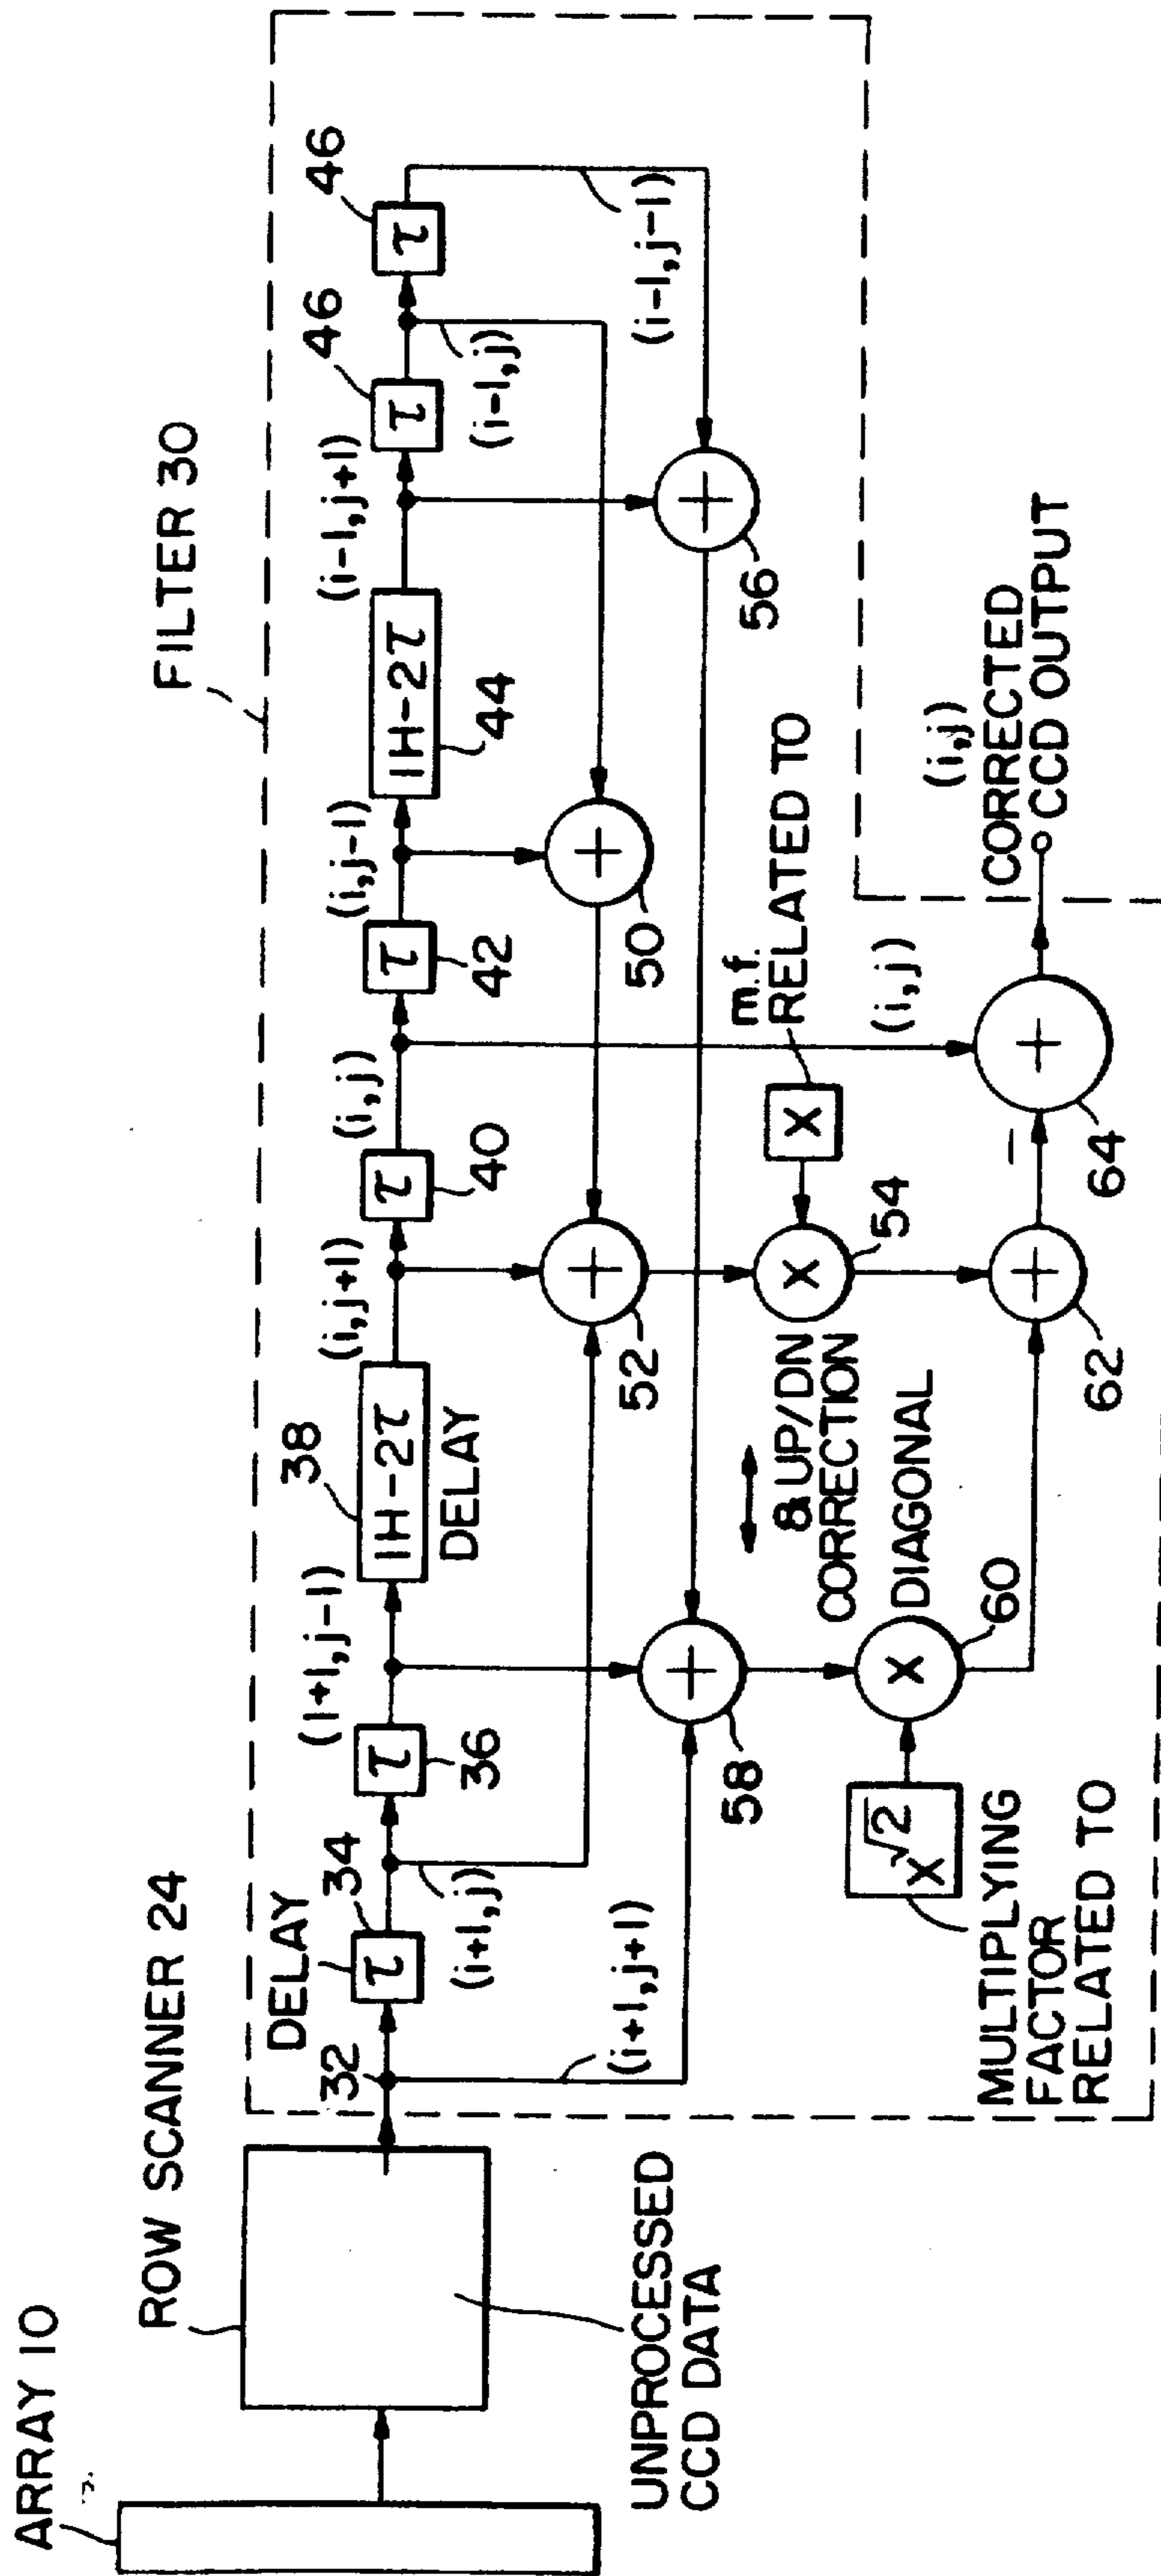 ARRAY 10
ROW SCANNER 24
FILTER 30
UNPROCESSED
CCD DATA
32
DELAY
34
τ
(i+1,j)
(i+1,j+1)
36
τ
(1+1,j-1)
38
1H-2τ
DELAY
(i,j+1)
τ
40
(i,j)
τ
42
(i,j-1)
1H-2τ
44
(i-1,j+1)
τ
46
(i-1,j)
τ
46
(i-1,j-1)
+
50
+
52
+
56
+
58
X
54
X
m.f.
RELATED TO
↔
& UP/DN
CORRECTION
DIAGONAL
X
60
X√2
MULTIPLYING
FACTOR
RELATED TO
+
62
−
+
64
(i,j)
(i,j)
CORRECTED
CCD OUTPUT